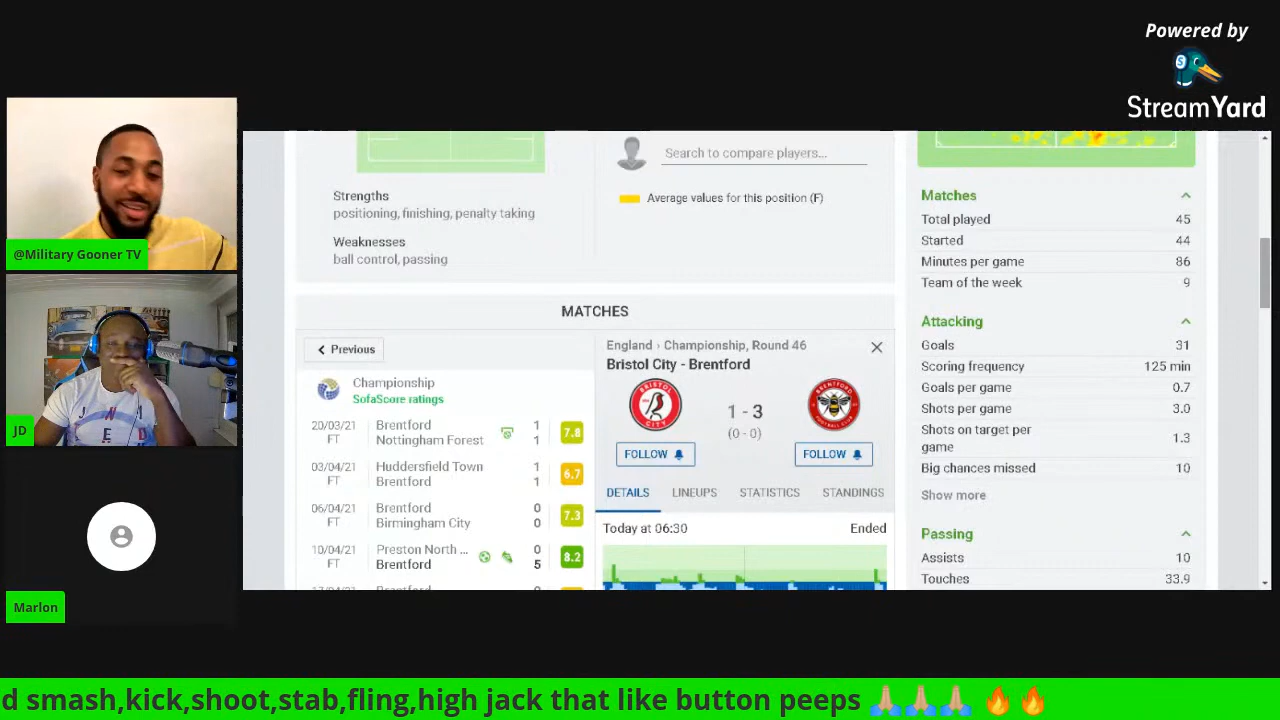 Powered by
StreamYard
@Military Gooner TV
JD
Marlon
Strengths
positioning, finishing, penalty taking
Weaknesses
ball control, passing
Search to compare players...
Average values for this position (F)
MATCHES
Previous
Championship
SofaScore ratings
20/03/21 Brentford 1
FT Nottingham Forest 1 7.8
03/04/21 Huddersfield Town 1
FT Brentford 1 6.7
06/04/21 Brentford 0
FT Birmingham City 0 7.3
10/04/21 Preston North ... 0
FT Brentford 5 8.2
England › Championship, Round 46
Bristol City - Brentford
BRISTOL CITY
1 - 3
(0 - 0)
FOLLOW FOLLOW
DETAILS LINEUPS STATISTICS STANDINGS
Today at 06:30 Ended
Matches
Total played 45
Started 44
Minutes per game 86
Team of the week 9
Attacking
Goals 31
Scoring frequency 125 min
Goals per game 0.7
Shots per game 3.0
Shots on target per
game 1.3
Big chances missed 10
Show more
Passing
Assists 10
Touches 33.9
d smash,kick,shoot,stab,fling,high jack that like button peeps 🙏🏼🙏🏼🙏🏼 🔥🔥